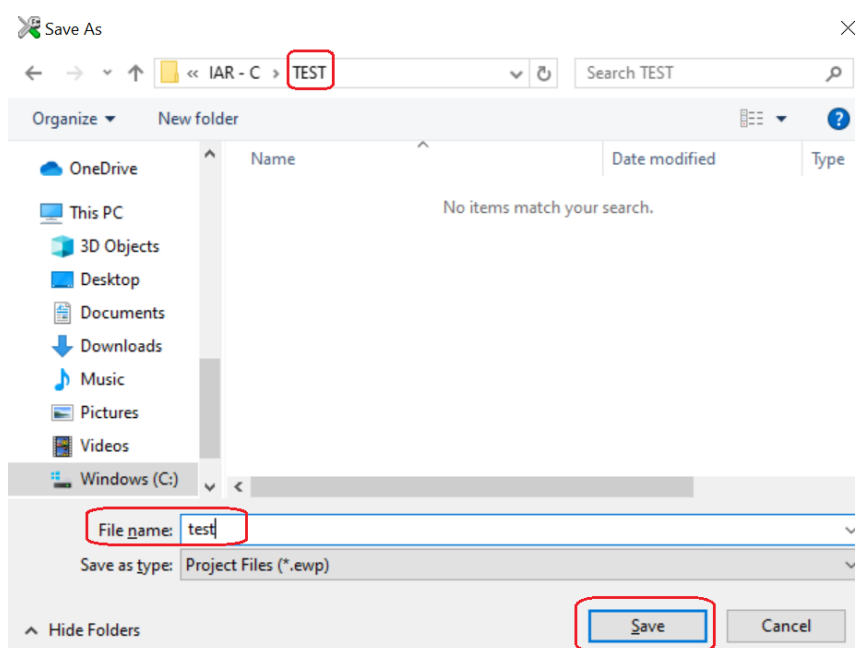 Save As
« IAR - C > TEST
Search TEST
Organize
New folder
?
OneDrive
This PC
3D Objects
Desktop
Documents
Downloads
Music
Pictures
Videos
Windows (C:)
Name
Date modified
Type
No items match your search.
File name: test
Save as type: Project Files (*.ewp)
Hide Folders
Save
Cancel